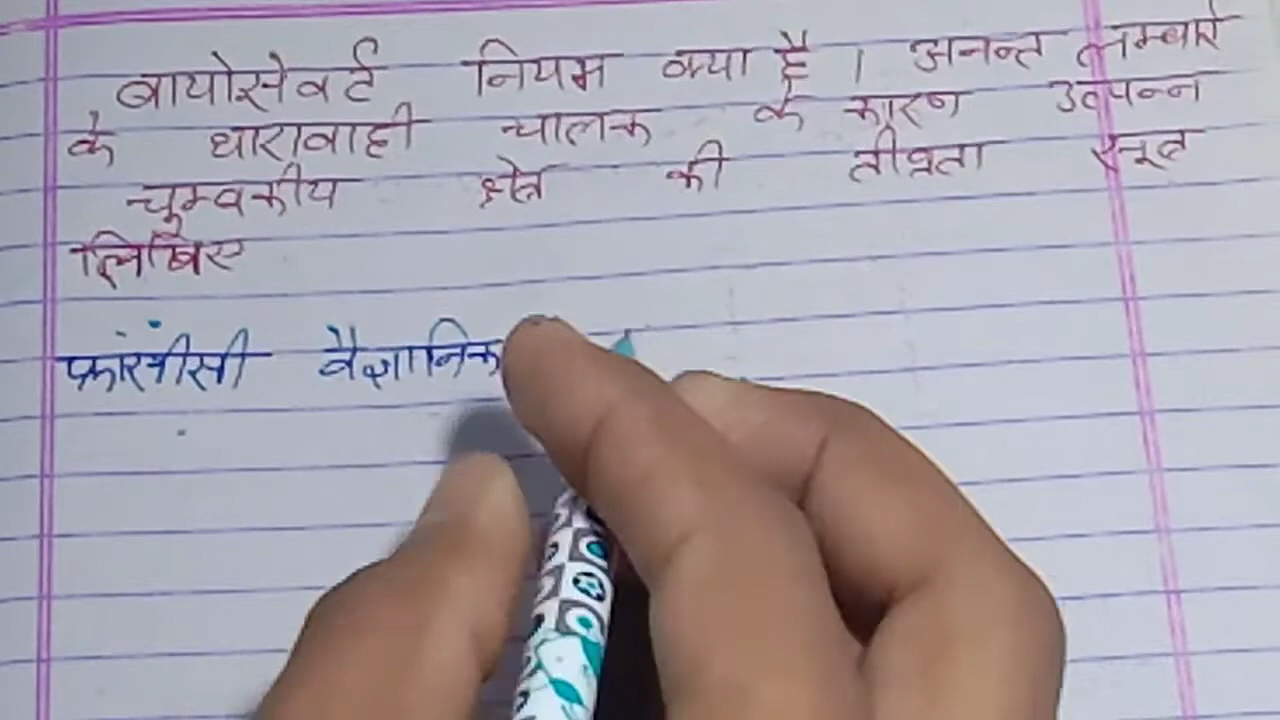 बायोसेवर्ट नियम क्या है । अनन्त लम्बाई
के धारावाही चालक के कारण उत्पन्न
चुम्बकीय क्षेत्र की तीव्रता सूत्र
लिखिए
फ्रांसीसी वैज्ञानिक